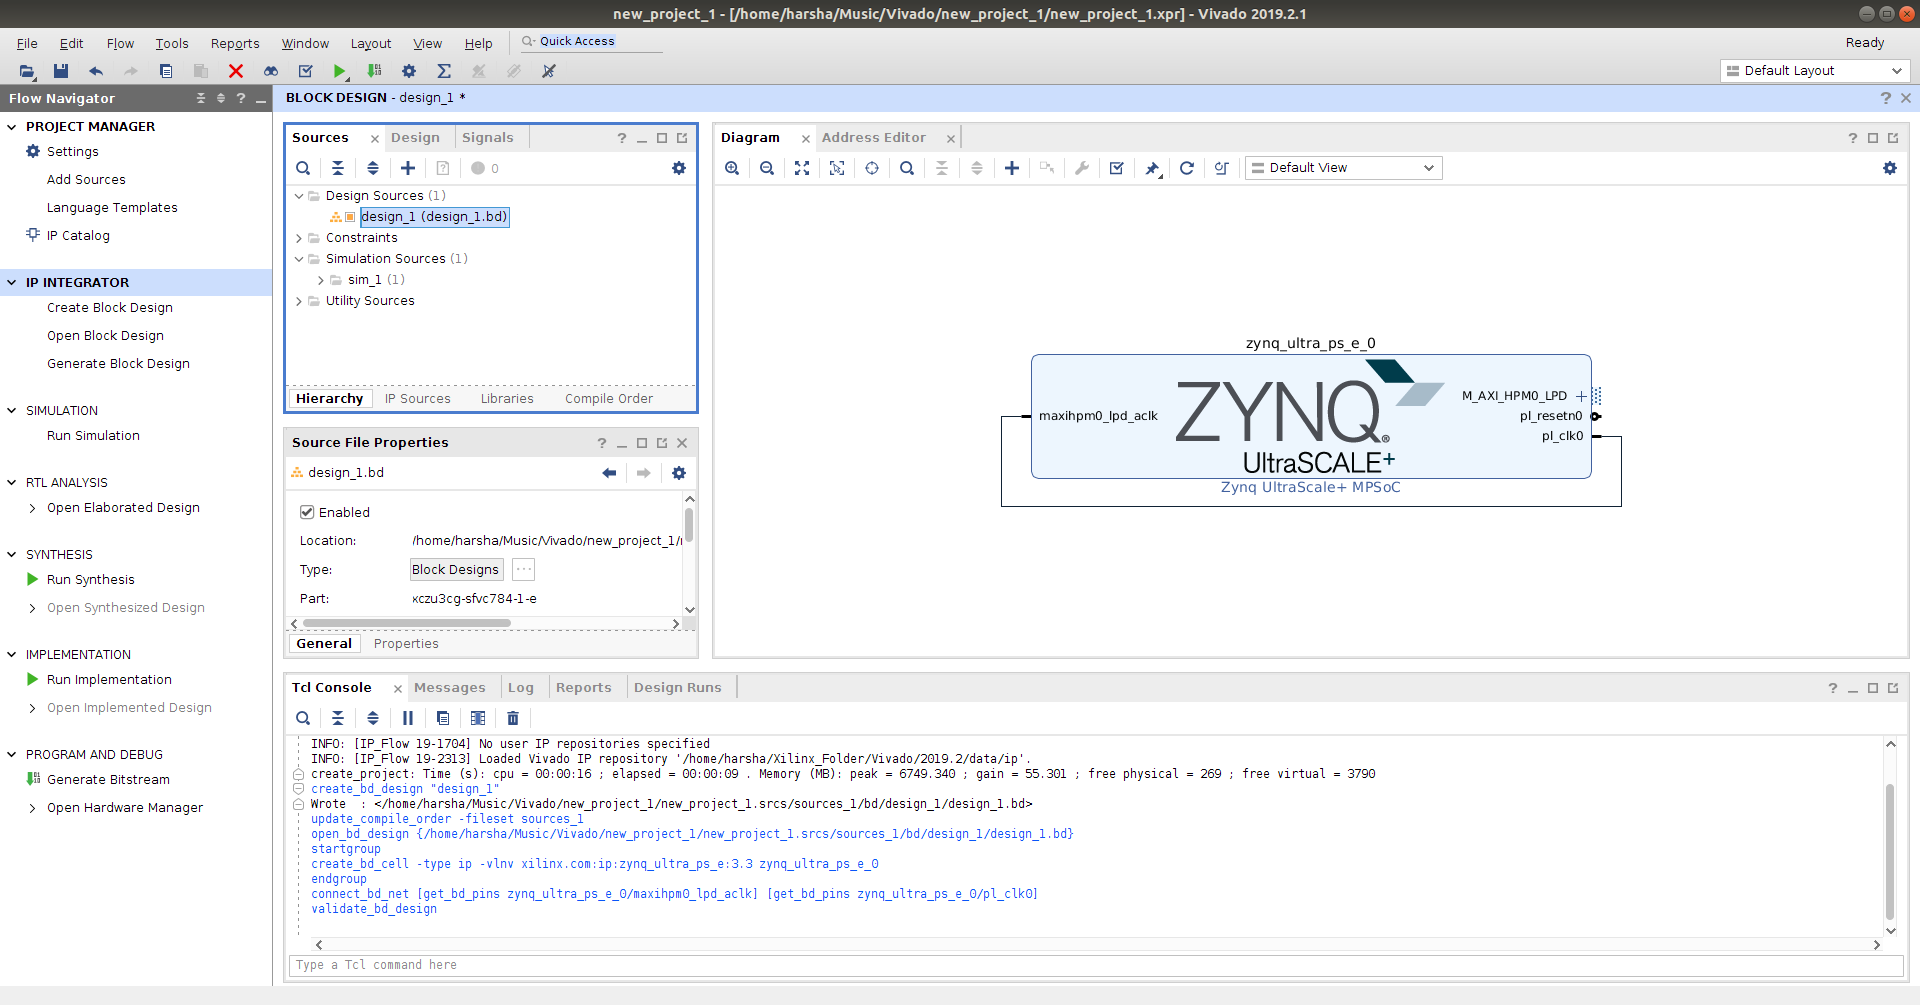 new_project_1 - [/home/harsha/Music/Vivado/new_project_1/new_project_1.xpr] - Vivado 2019.2.1
File Edit Flow Tools Reports Window Layout View Help Quick Access
Ready
Default Layout
Flow Navigator
PROJECT MANAGER
Settings
Add Sources
Language Templates
IP Catalog
IP INTEGRATOR
Create Block Design
Open Block Design
Generate Block Design
SIMULATION
Run Simulation
RTL ANALYSIS
Open Elaborated Design
SYNTHESIS
Run Synthesis
Open Synthesized Design
IMPLEMENTATION
Run Implementation
Open Implemented Design
PROGRAM AND DEBUG
Generate Bitstream
Open Hardware Manager
BLOCK DESIGN - design_1 *
Sources Design Signals
0
Design Sources (1)
design_1 (design_1.bd)
Constraints
Simulation Sources (1)
sim_1 (1)
Utility Sources
Hierarchy IP Sources Libraries Compile Order
Source File Properties
design_1.bd
Enabled
Location: /home/harsha/Music/Vivado/new_project_1/
Type: Block Designs ...
Part: xczu3cg-sfvc784-1-e
General Properties
Diagram Address Editor
Default View
zynq_ultra_ps_e_0
M_AXI_HPM0_LPD
maxihpm0_lpd_aclk
pl_resetn0
pl_clk0
ZYNQ®
UltraSCALE+
Zynq UltraScale+ MPSoC
Tcl Console Messages Log Reports Design Runs
INFO: [IP_Flow 19-1704] No user IP repositories specified
INFO: [IP_Flow 19-2313] Loaded Vivado IP repository '/home/harsha/Xilinx_Folder/Vivado/2019.2/data/ip'.
create_project: Time (s): cpu = 00:00:16 ; elapsed = 00:00:09 . Memory (MB): peak = 6749.340 ; gain = 55.301 ; free physical = 269 ; free virtual = 3790
create_bd_design "design_1"
Wrote  : </home/harsha/Music/Vivado/new_project_1/new_project_1.srcs/sources_1/bd/design_1/design_1.bd>
update_compile_order -fileset sources_1
open_bd_design {/home/harsha/Music/Vivado/new_project_1/new_project_1.srcs/sources_1/bd/design_1/design_1.bd}
startgroup
create_bd_cell -type ip -vlnv xilinx.com:ip:zynq_ultra_ps_e:3.3 zynq_ultra_ps_e_0
endgroup
connect_bd_net [get_bd_pins zynq_ultra_ps_e_0/maxihpm0_lpd_aclk] [get_bd_pins zynq_ultra_ps_e_0/pl_clk0]
validate_bd_design
Type a Tcl command here